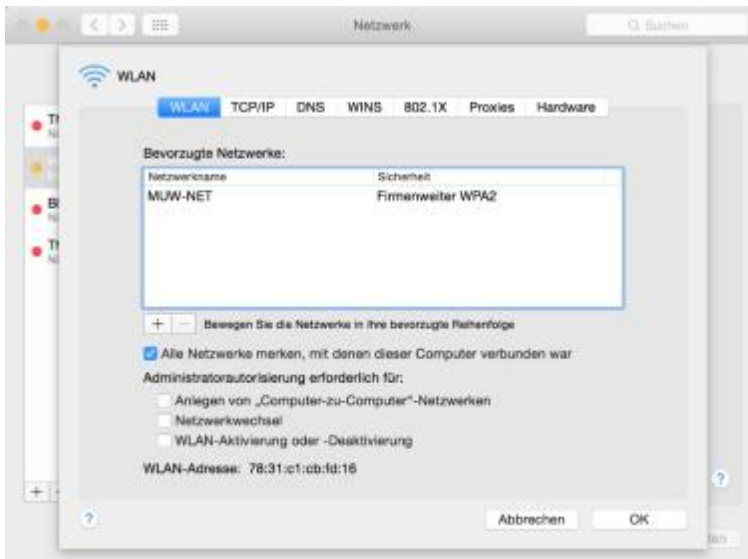 Netzwerk
Suchen
WLAN
WLAN TCP/IP DNS WINS 802.1X Proxies Hardware
Bevorzugte Netzwerke:
Netzwerkname Sicherheit
MUW-NET Firmenweiter WPA2
+ − Bewegen Sie die Netzwerke in Ihre bevorzugte Reihenfolge
Alle Netzwerke merken, mit denen dieser Computer verbunden war
Administratorautorisierung erforderlich für:
Anlegen von „Computer-zu-Computer“-Netzwerken
Netzwerkwechsel
WLAN-Aktivierung oder -Deaktivierung
WLAN-Adresse: 78:31:c1:cb:fd:16
+ ?
? Abbrechen OK